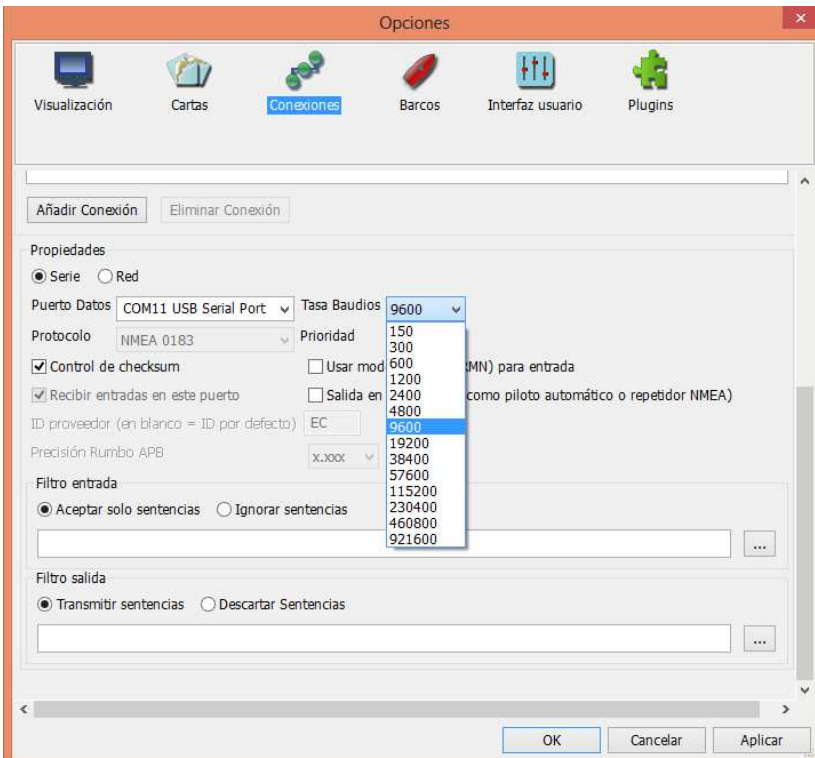 Opciones
Visualización
Cartas
Conexiones
Barcos
Interfaz usuario
Plugins
Añadir Conexión Eliminar Conexión
Propiedades
Serie Red
Puerto Datos COM11 USB Serial Port Tasa Baudios 9600
Protocolo NMEA 0183 Prioridad
150
300
600
1200
2400
4800
9600
19200
38400
57600
115200
230400
460800
921600
Control de checksum Usar para entrada
Recibir entradas en este puerto Salida en como piloto automático o repetidor NMEA)
ID proveedor (en blanco = ID por defecto) EC
Precisión Rumbo APB x.xxx
Filtro entrada
Aceptar solo sentencias Ignorar sentencias
...
Filtro salida
Transmitir sentencias Descartar Sentencias
...
OK Cancelar Aplicar